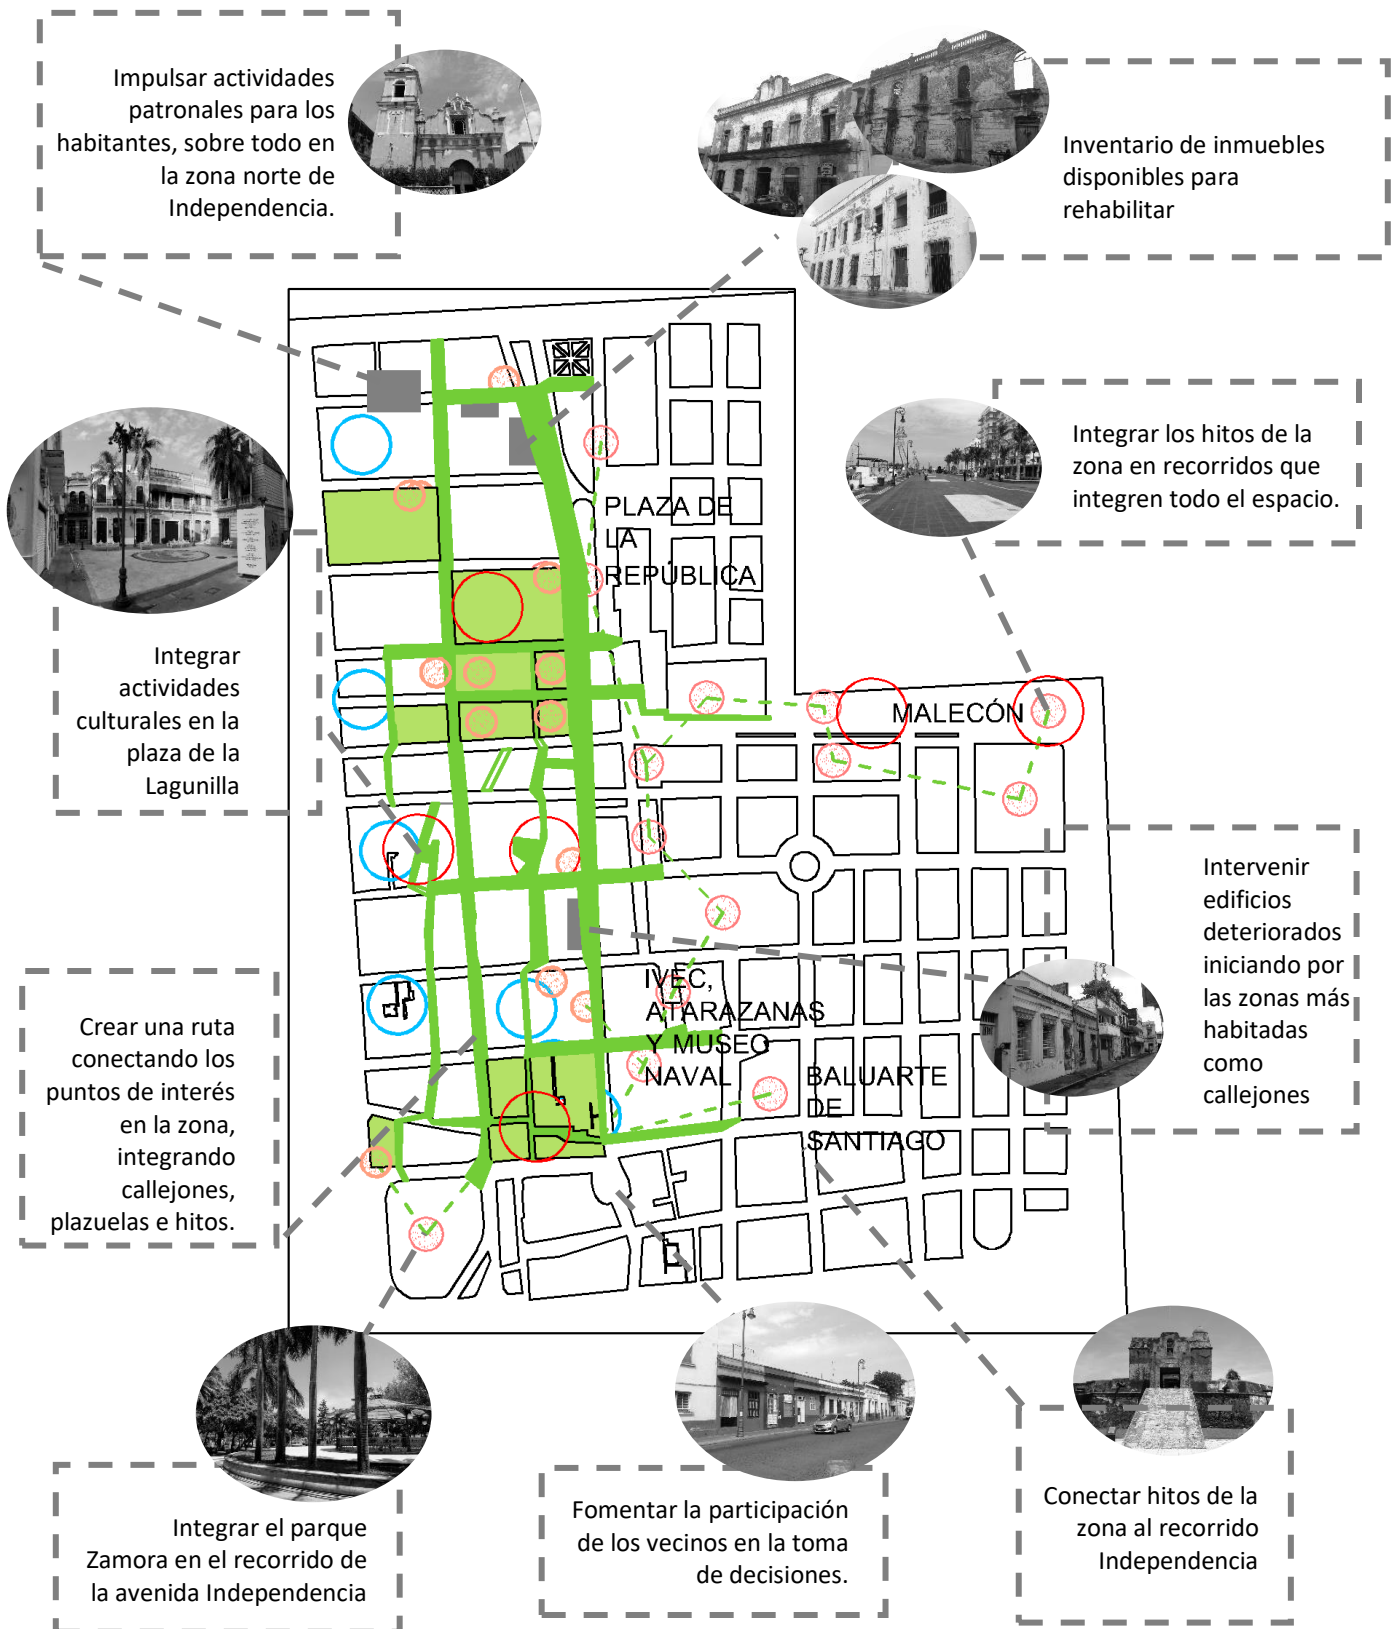 Impulsar actividades
patronales para los
habitantes, sobre todo en
la zona norte de
Independencia.
Inventario de inmuebles
disponibles para
rehabilitar
Integrar los hitos de la
zona en recorridos que
integren todo el espacio.
PLAZA DE
LA
REPÚBLICA
Integrar
actividades
culturales en la
plaza de la
Lagunilla
MALECÓN
Intervenir
edificios
deteriorados
iniciando por
las zonas más
habitadas
como
callejones
IVEC,
ATARAZANAS
Y MUSEO
NAVAL
BALUARTE
DE
SANTIAGO
Crear una ruta
conectando los
puntos de interés
en la zona,
integrando
callejones,
plazuelas e hitos.
Integrar el parque
Zamora en el recorrido de
la avenida Independencia
Fomentar la participación
de los vecinos en la toma
de decisiones.
Conectar hitos de la
zona al recorrido
Independencia